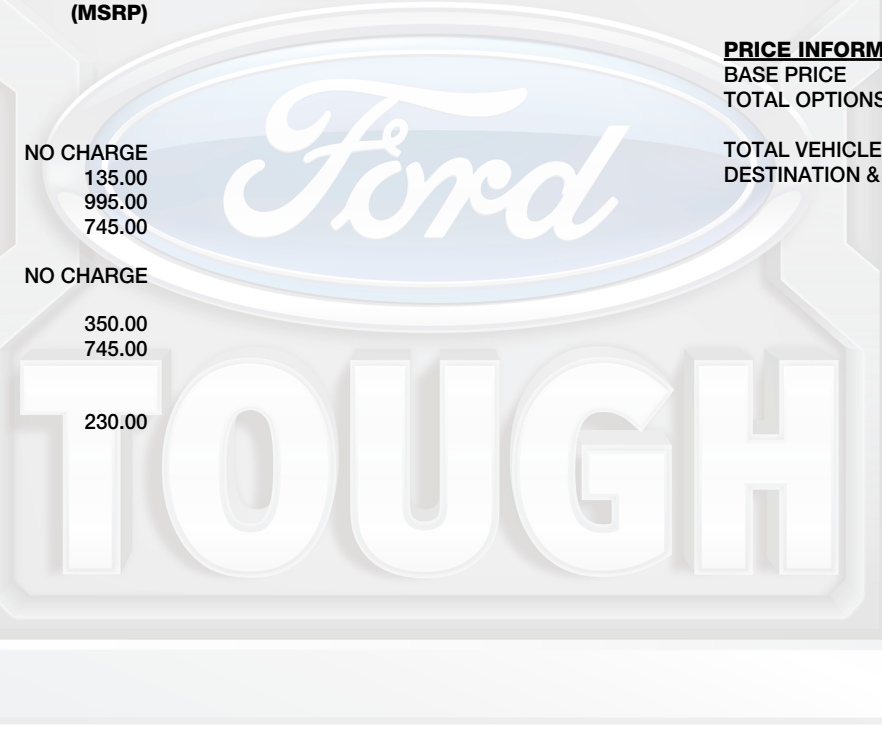 (MSRP)
NO CHARGE
135.00
995.00
745.00
NO CHARGE
350.00
745.00
230.00
PRICE INFORM
BASE PRICE
TOTAL OPTIONS
TOTAL VEHICLE
DESTINATION &
Ford
TOUGH